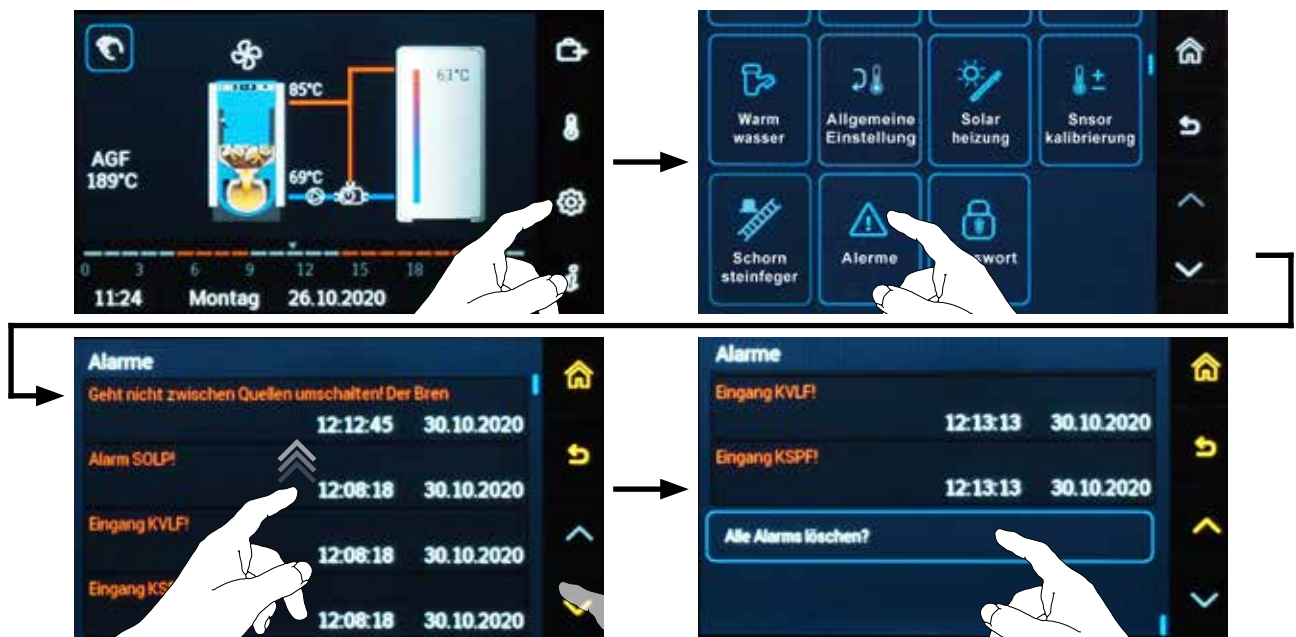 63°C
85°C
AGF
189°C
69°C
0 3 6 9 12 15 18
11:24 Montag 26.10.2020
Warm
wasser
Allgemeine
Einstellung
Solar
heizung
Snsor
kalibrierung
Schorn
steinfeger
Alerme
swort
Alarme
Geht nicht zwischen Quellen umschalten! Der Bren
12:12:45 30.10.2020
Alarm SOLP!
12:08:18 30.10.2020
Eingang KVLF!
12:08:18 30.10.2020
Eingang KS
12:08:18 30.10.2020
Alarme
Eingang KVLF!
12:13:13 30.10.2020
Eingang KSPF!
12:13:13 30.10.2020
Alle Alarms löschen?